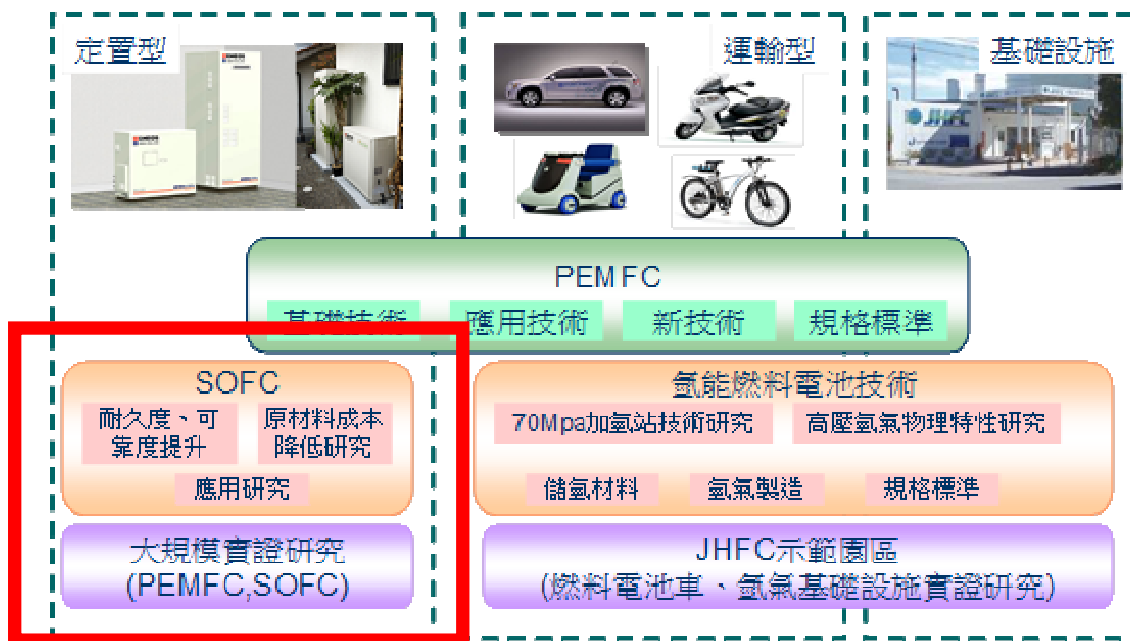 定置型
運輸型
基礎設施
JHFC
PEMFC
基礎技術
應用技術
新技術
規格標準
SOFC
耐久度、可
靠度提升
原材料成本
降低研究
應用研究
氫能燃料電池技術
70Mpa加氫站技術研究
高壓氫氣物理特性研究
儲氫材料
氫氣製造
規格標準
大規模實證研究
(PEMFC,SOFC)
JHFC示範園區
(燃料電池車、氫氣基礎設施實證研究)